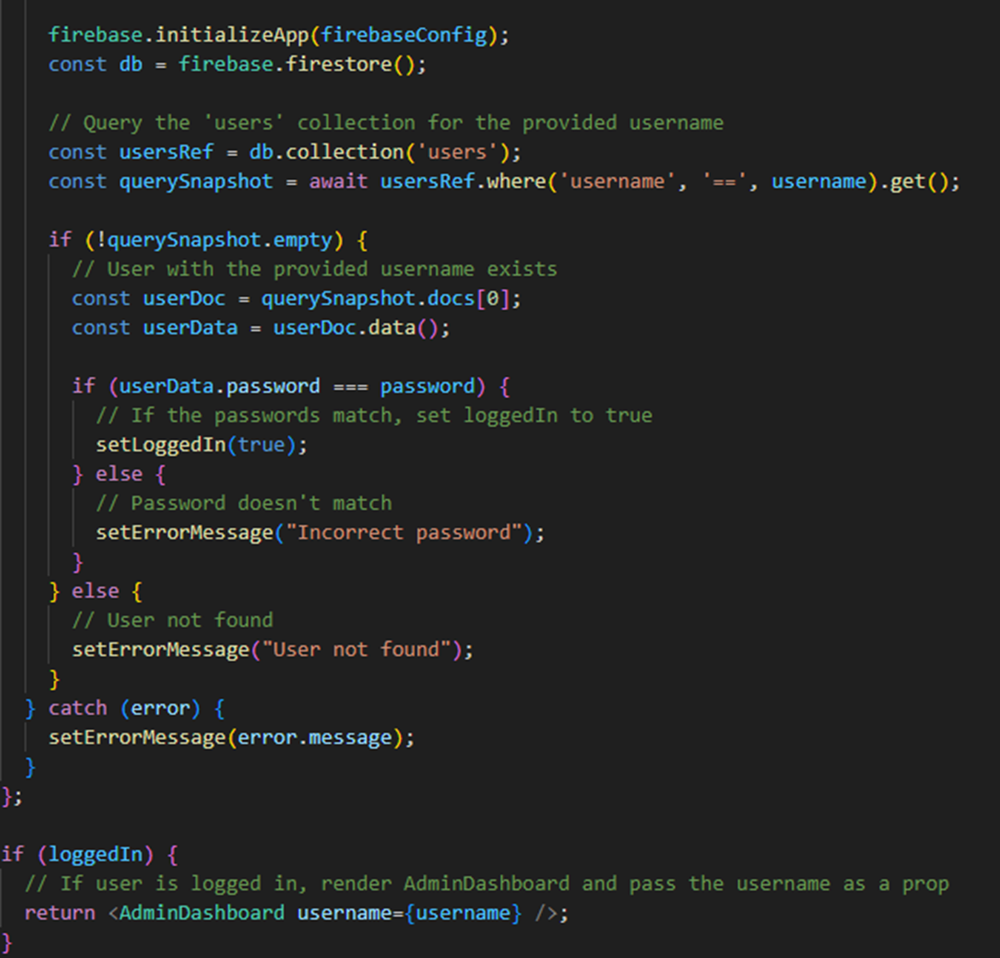 firebase.initializeApp(firebaseConfig);
const db = firebase.firestore();
// Query the 'users' collection for the provided username
const usersRef = db.collection('users');
const querySnapshot = await usersRef.where('username', '==', username).get();
if (!querySnapshot.empty) {
// User with the provided username exists
const userDoc = querySnapshot.docs[0];
const userData = userDoc.data();
if (userData.password === password) {
// If the passwords match, set loggedIn to true
setLoggedIn(true);
} else {
// Password doesn't match
setErrorMessage("Incorrect password");
}
} else {
// User not found
setErrorMessage("User not found");
}
} catch (error) {
setErrorMessage(error.message);
}
};
if (loggedIn) {
// If user is logged in, render AdminDashboard and pass the username as a prop
return <AdminDashboard username={username} />;
}